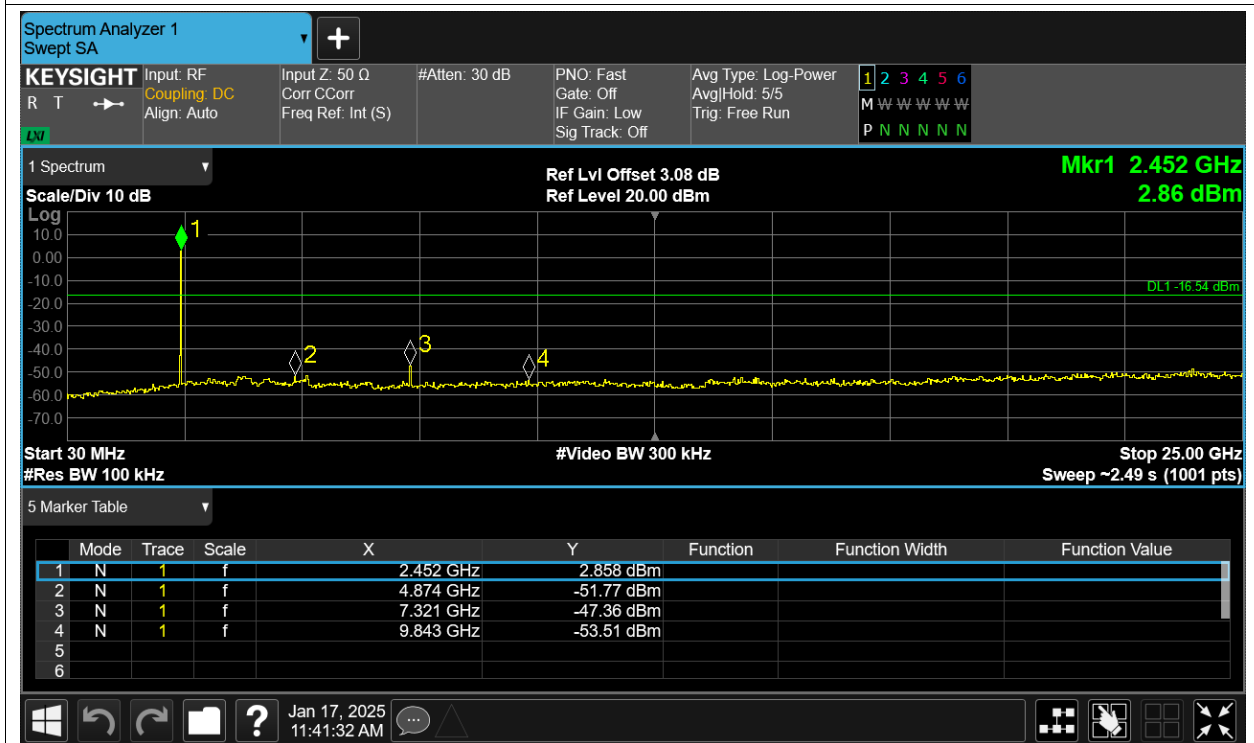 Spectrum Analyzer 1
Swept SA
KEYSIGHT
R T
LXI
Input: RF
Coupling: DC
Align: Auto
Input Z: 50 Ω
Corr CCorr
Freq Ref: Int (S)
#Atten: 30 dB
PNO: Fast
Gate: Off
IF Gain: Low
Sig Track: Off
Avg Type: Log-Power
Avg|Hold: 5/5
Trig: Free Run
1 2 3 4 5 6
M W W W W W
P N N N N N
1 Spectrum
Scale/Div 10 dB
Ref Lvl Offset 3.08 dB
Ref Level 20.00 dBm
Mkr1 2.452 GHz
2.86 dBm
Log
10.0
0.00
-10.0
-20.0
-30.0
-40.0
-50.0
-60.0
-70.0
1
2
3
4
DL1 -16.54 dBm
Start 30 MHz
#Video BW 300 kHz
Stop 25.00 GHz
#Res BW 100 kHz
Sweep ~2.49 s (1001 pts)
5 Marker Table
Mode Trace Scale X Y Function Function Width Function Value
1 N 1 f 2.452 GHz 2.858 dBm
2 N 1 f 4.874 GHz -51.77 dBm
3 N 1 f 7.321 GHz -47.36 dBm
4 N 1 f 9.843 GHz -53.51 dBm
5
6
?
Jan 17, 2025
11:41:32 AM